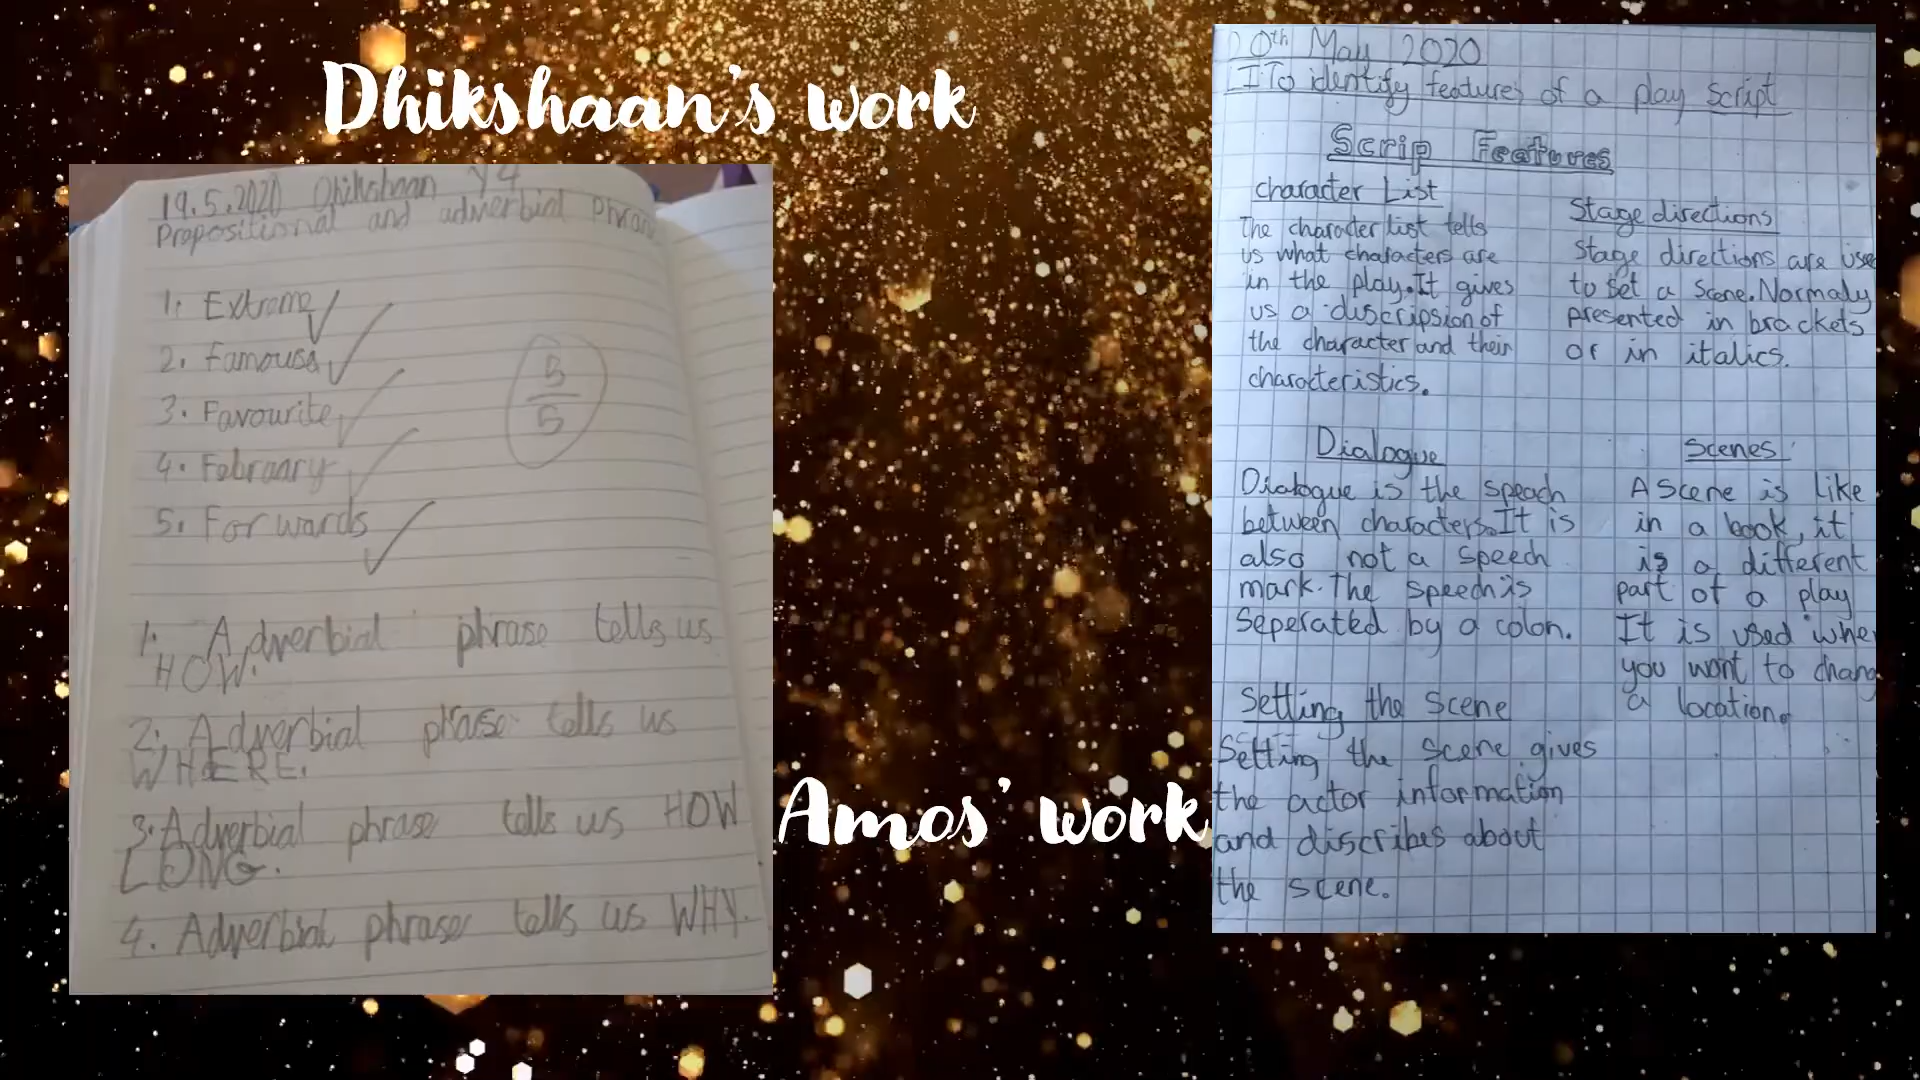 Dhikshaan's work
19.5.2020 Dhikshaan Y4
Propositional and adverbial phrase
1. Extreme
2. Famouse
3. Favourite
4. February
5. Forwards
5
5
1. Adverbial phrase tells us
HOW.
2. Adverbial phrase tells us
WHERE.
3. Adverbial phrase tells us HOW
LONG.
4. Adverbial phrase tells us WHY.
Amos' work
20th May 2020
To identify features of a play script
Scrip Features
Character List
The character list tells
us what characters are
in the play. It gives
us a discripsion of
the character and their
characteristics.
Stage directions
Stage directions are use
to set a scene. Normaly
presented in brackets
or in italics.
Dialogue
Dialogue is the speach
between characters. It is
also not a speech
mark. The speech is
Seperated by a colon.
Scenes
A Scene is like
in a book, it
is a different
part of a play
It is used whe
you want to chang
a location.
Setting the Scene
Setting the scene gives
the actor information
and discribes about
the scene.